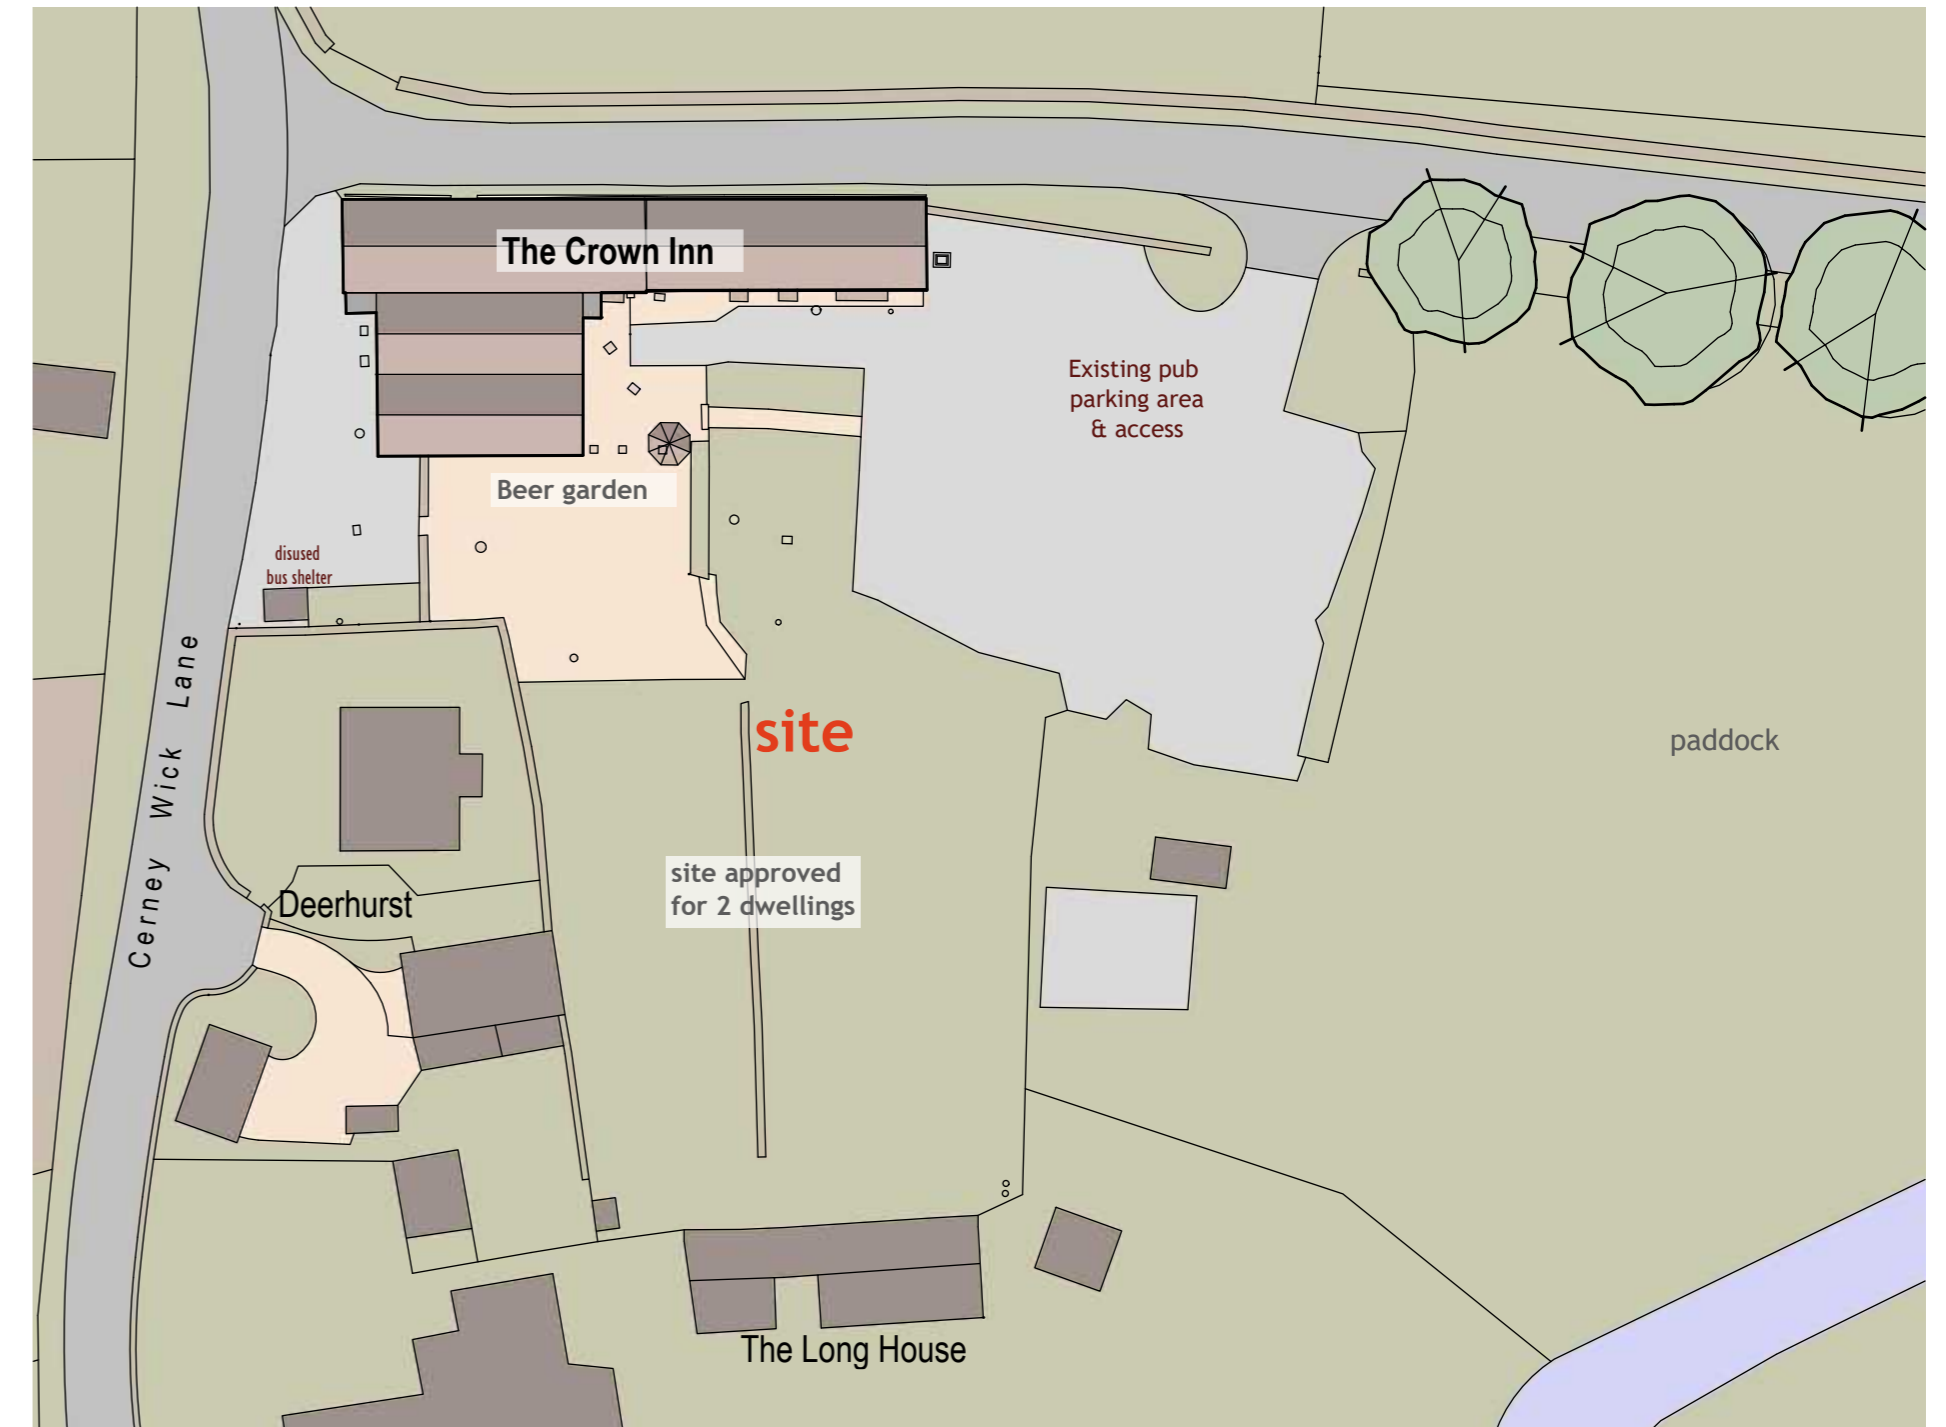 The Crown Inn
Existing pub
parking area
& access
Beer garden
disused
bus shelter
Cerney Wick Lane
site
paddock
site approved
for 2 dwellings
Deerhurst
The Long House